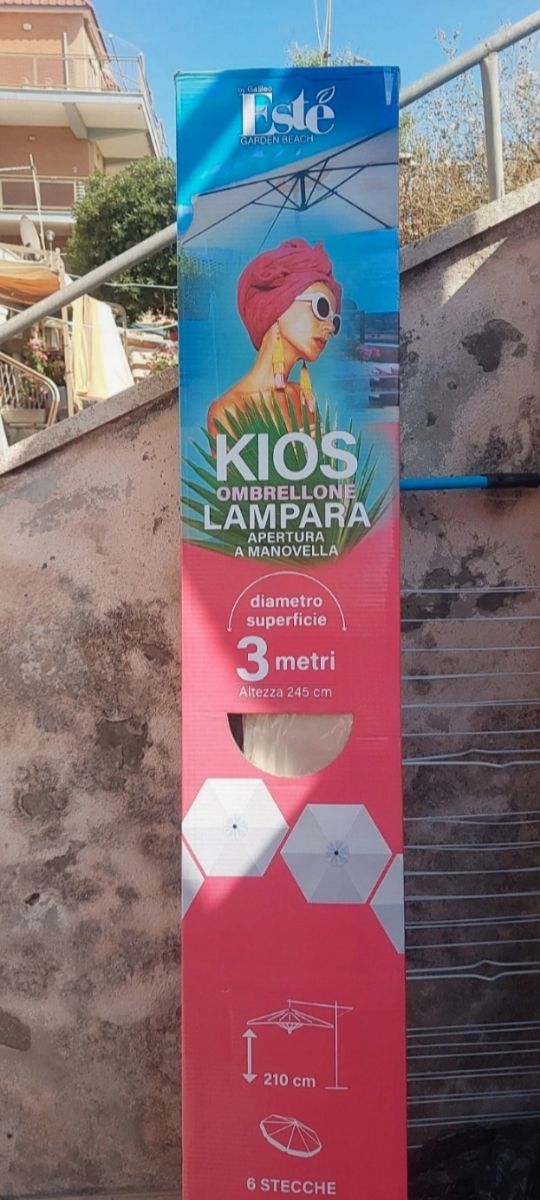 by Galileo
Esté
GARDEN BEACH
KIOS
OMBRELLONE
LAMPARA
APERTURA
A MANOVELLA
diametro
superficie
3 metri
Altezza 245 cm
210 cm
6 STECCHE